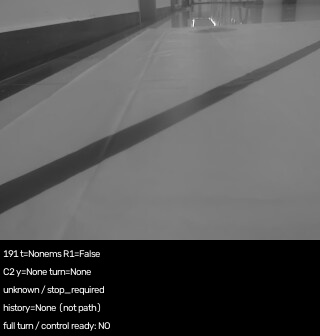 191 t=Nonems R1=False
C2 y=None turn=None
unknown / stop_required
history=None (not path)
full turn / control ready: NO